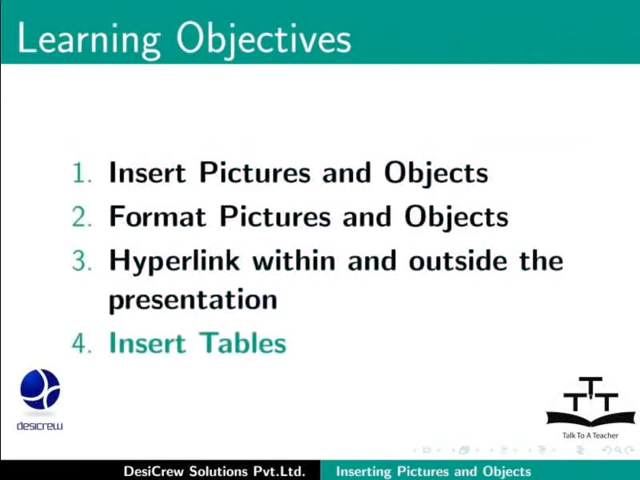 Learning Objectives
1. Insert Pictures and Objects
2. Format Pictures and Objects
3. Hyperlink within and outside the
presentation
4. Insert Tables
desicrew
TTT
Talk To A Teacher
DesiCrew Solutions Pvt.Ltd. Inserting Pictures and Objects